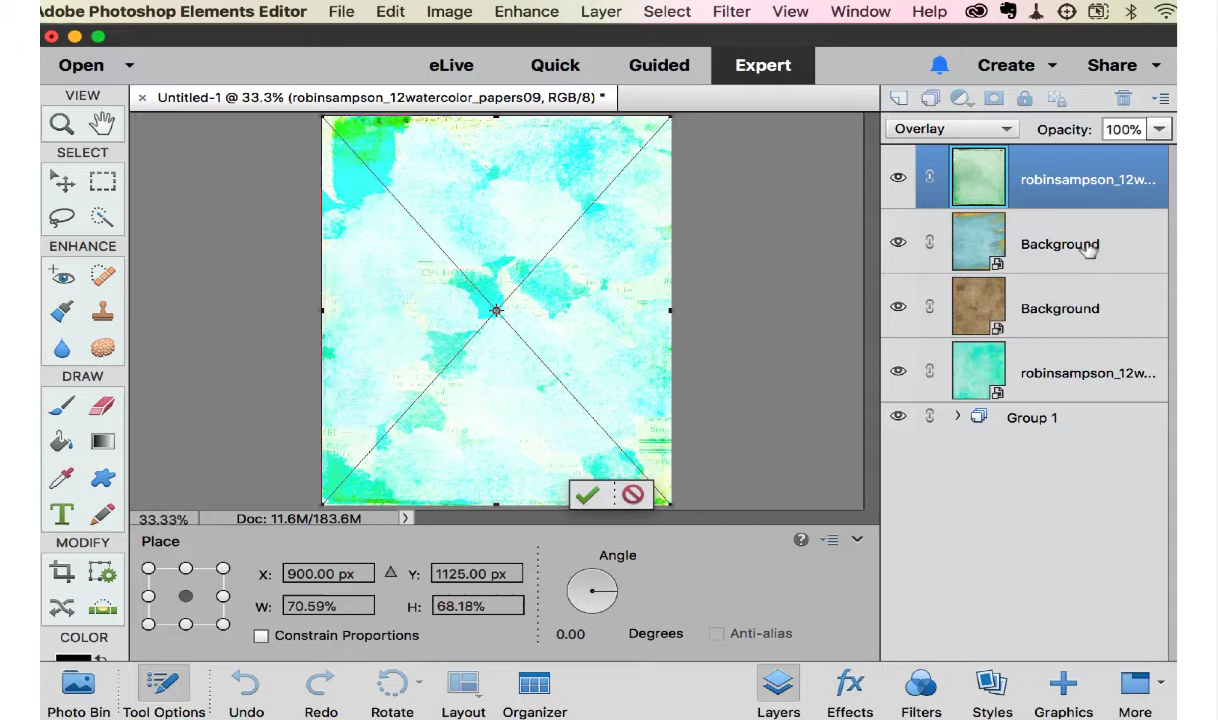 Adobe Photoshop Elements Editor File Edit Image Enhance Layer Select Filter View Window Help
Open eLive Quick Guided Expert Create Share
VIEW
× Untitled-1 @ 33.3% (robinsampson_12watercolor_papers09, RGB/8) *
Overlay Opacity: 100%
SELECT
robinsampson_12w...
ENHANCE
Background
Background
DRAW
robinsampson_12w...
Group 1
T
33.33% Doc: 11.6M/183.6M
MODIFY
Place
Angle
X: 900.00 px Y: 1125.00 px
W: 70.59% H: 68.18%
Constrain Proportions 0.00 Degrees Anti-alias
COLOR
Photo Bin Tool Options Undo Redo Rotate Layout Organizer Layers Effects Filters Styles Graphics More